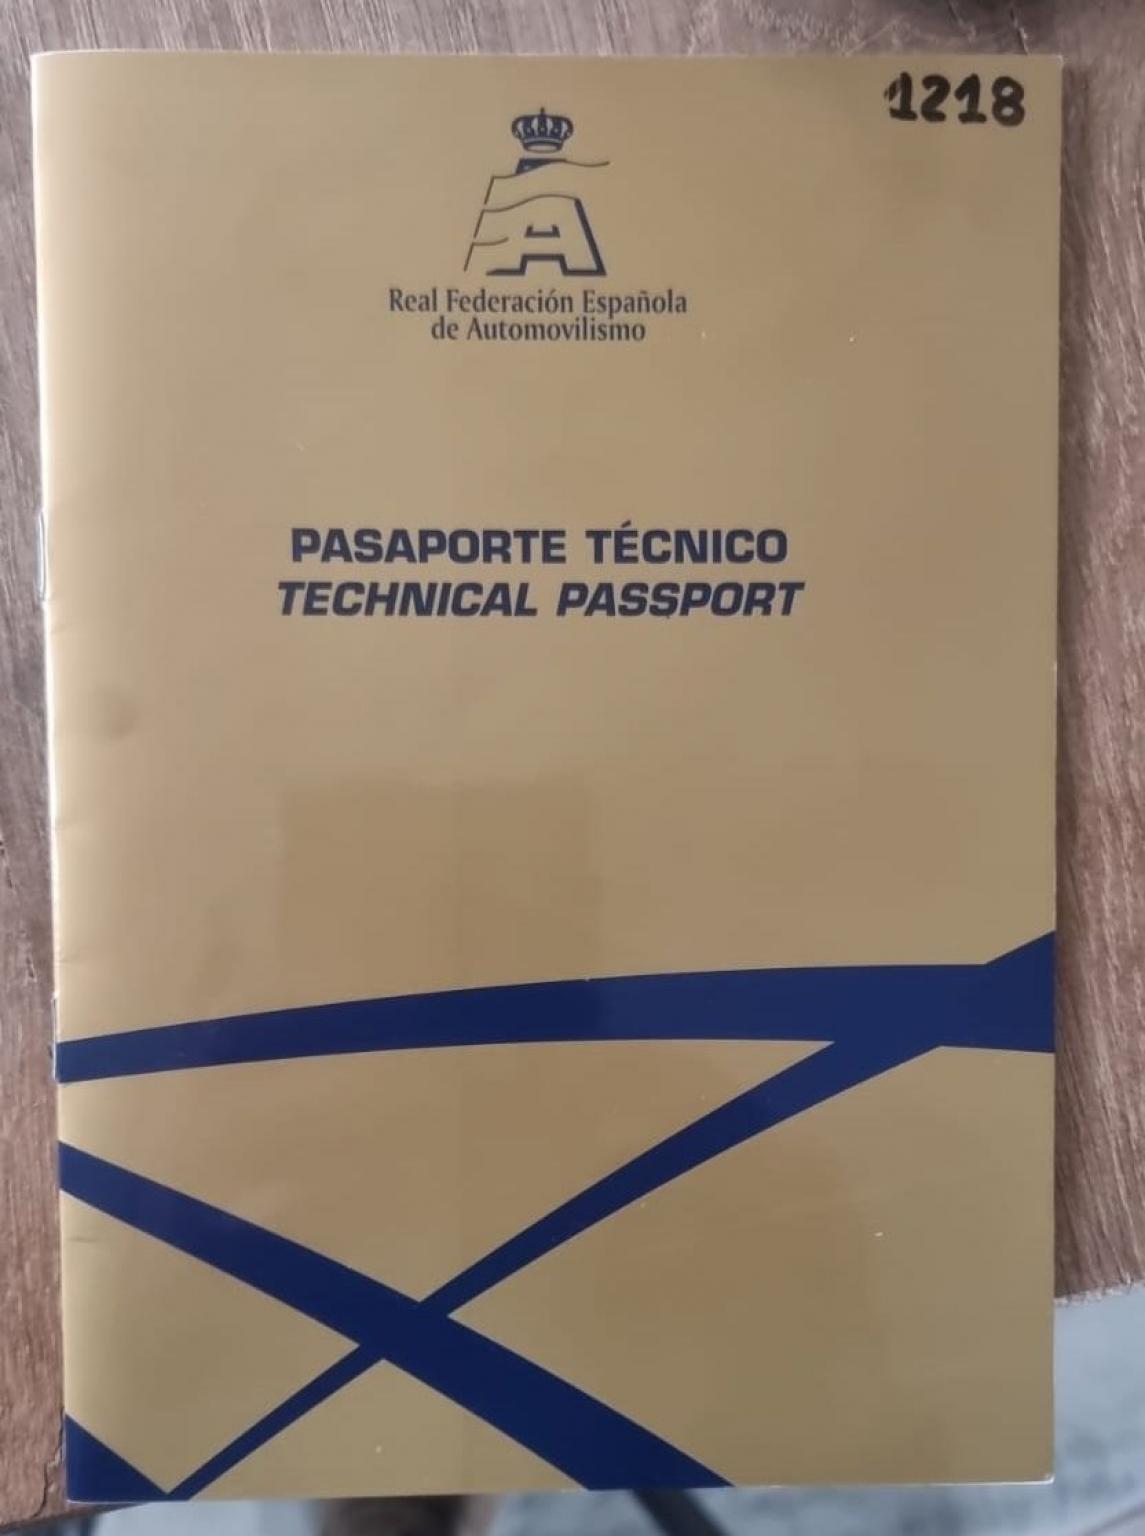 1218
Real Federación Española
de Automovilismo
PASAPORTE TÉCNICO
TECHNICAL PASSPORT